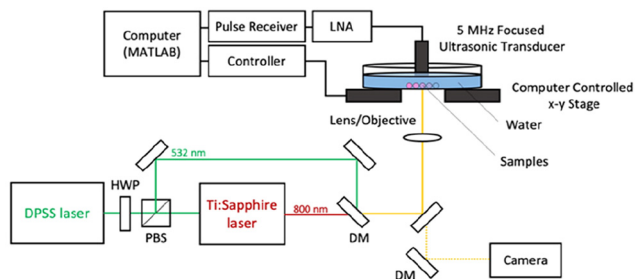 Computer
(MATLAB)
Pulse Receiver
LNA
Controller
5 MHz Focused
Ultrasonic Transducer
Computer Controlled
x-y Stage
Lens/Objective
Water
Samples
532 nm
HWP
DPSS laser
PBS
Ti:Sapphire
laser
800 nm
DM
DM
Camera